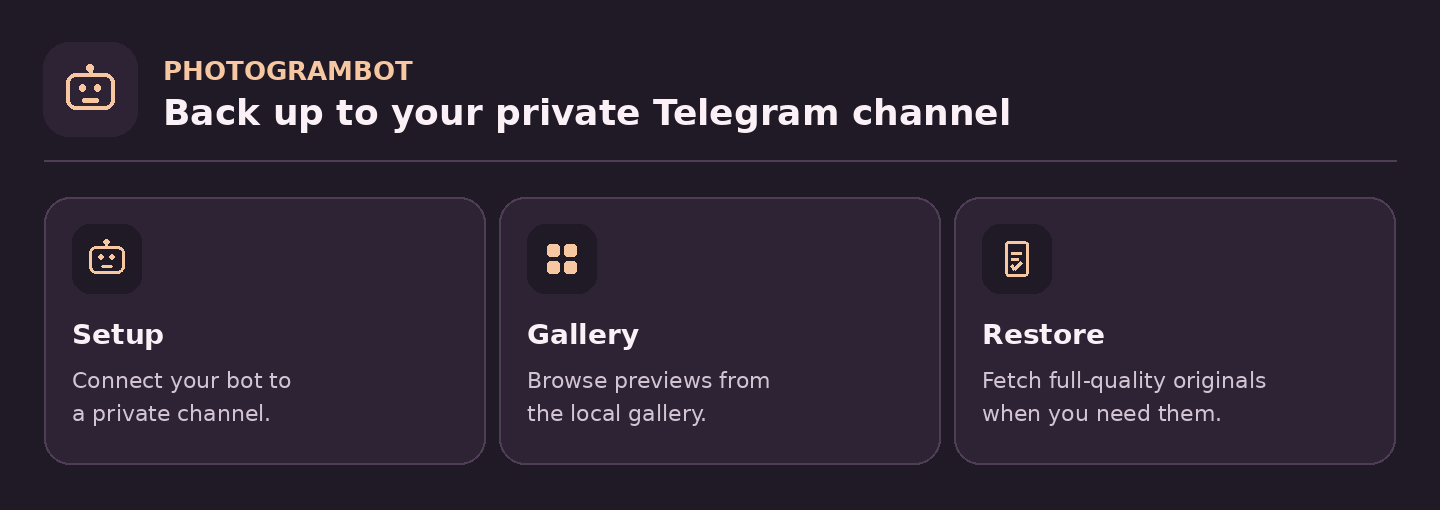 PHOTOGRAMBOT
Back up to your private Telegram channel
Setup
Connect your bot to
a private channel.
Gallery
Browse previews from
the local gallery.
Restore
Fetch full-quality originals
when you need them.